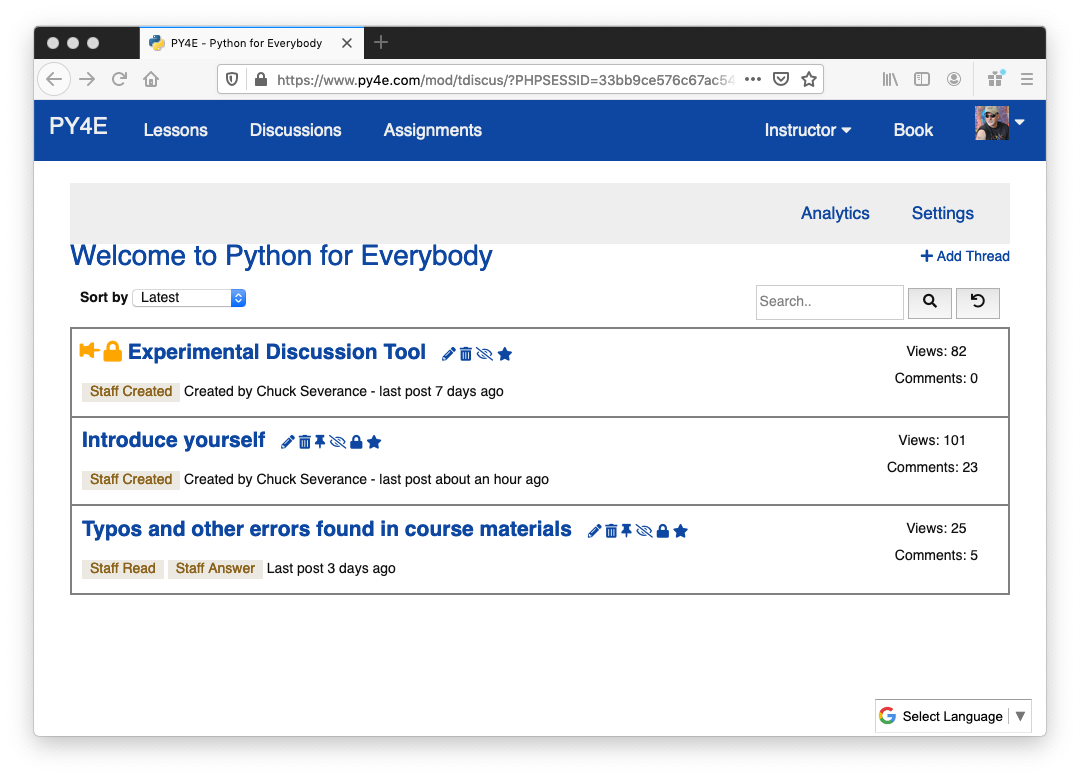 PY4E - Python for Everybody
https://www.py4e.com/mod/tdiscus/?PHPSESSID=33bb9ce576c67ac54
PY4E Lessons Discussions Assignments Instructor Book
Analytics Settings
Welcome to Python for Everybody
Add Thread
Sort by Latest
Search..
Experimental Discussion Tool
Views: 82
Comments: 0
Staff Created Created by Chuck Severance - last post 7 days ago
Introduce yourself
Views: 101
Comments: 23
Staff Created Created by Chuck Severance - last post about an hour ago
Typos and other errors found in course materials
Views: 25
Comments: 5
Staff Read Staff Answer Last post 3 days ago
Select Language